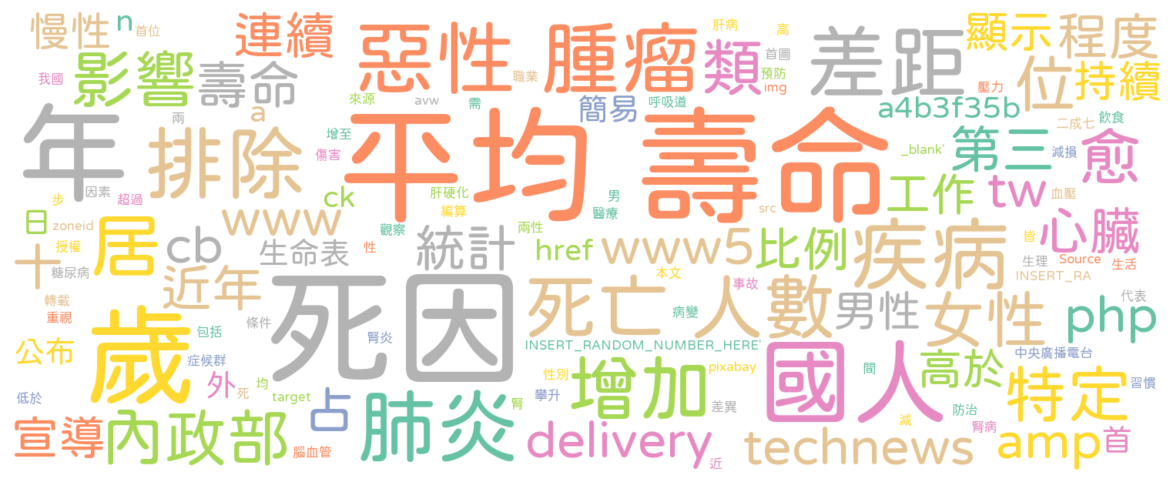 慢性
n
首位
連續
惡性 腫瘤
肝病
高
類
差距
顯示
程度
我國
影響
壽命
職業
首圖
預防
img
壓力
位
持續
來源
avw
需
簡易
呼吸道
a4b3f35b
飲食
年
兩
a
排除
增至
傷害
平均 壽命
_blank'
第三
二成七
減損
愈
步
因素
超過
ck
肝硬化
編算
男
醫療
src
工作
tw
血壓
日
zoneid
授權
www
觀察
性
兩性
href
www5
比例
疾病
皆
心臟
十
居
cb
生命表
統計
本文
生理
Source
生活
INSERT_RA
糖尿病
近年
死因
死亡 人數
事故
男性
女性
代表
php
轉載
重視
歲
包括
條件
腎炎
病變
INSERT_RANDOM_NUMBER_HERE'
中央廣播電台
公布
症候群
外
均
死
target
性別
攀升
pixabay
增加
國人
間
高於
特定
習慣
低於
占
肺炎
腎
差異
防治
宣導
內政部
腦血管
delivery
近
technews
減
腎病
amp
首